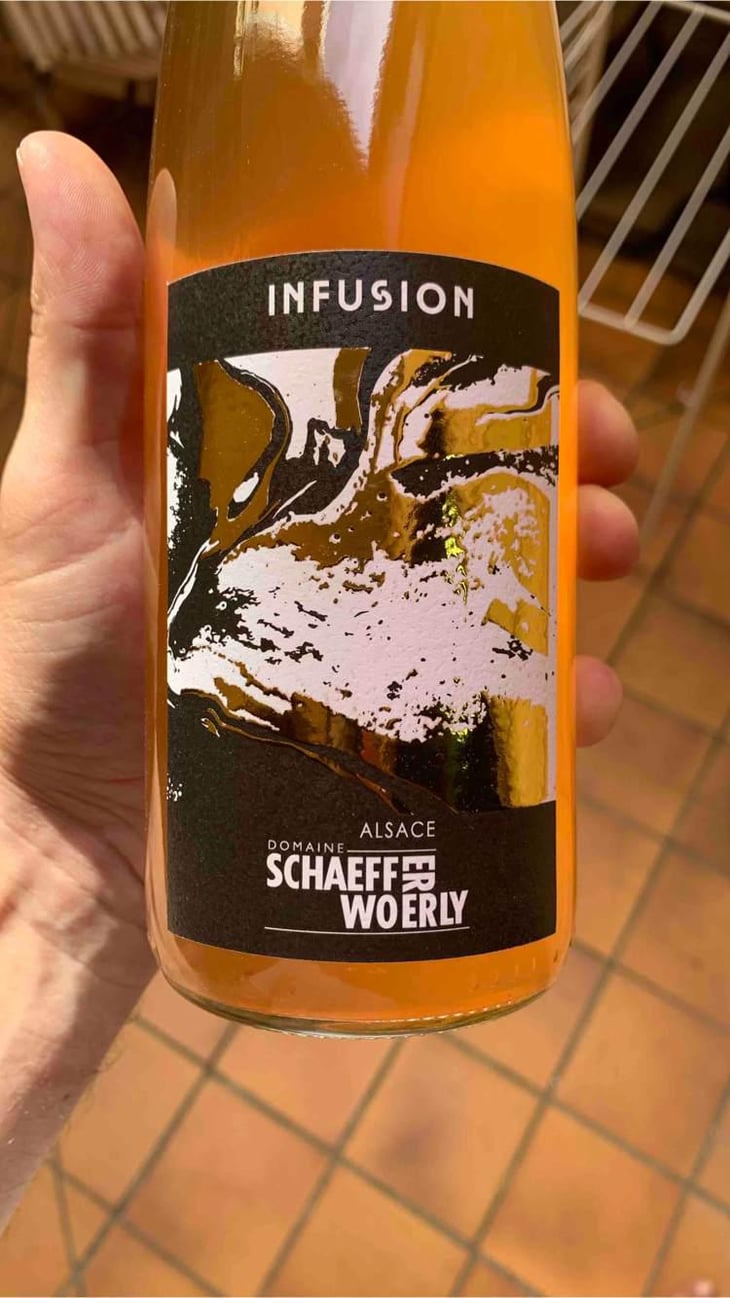 INFUSION
ALSACE
DOMAINE
SCHAEFFER
WOERLY